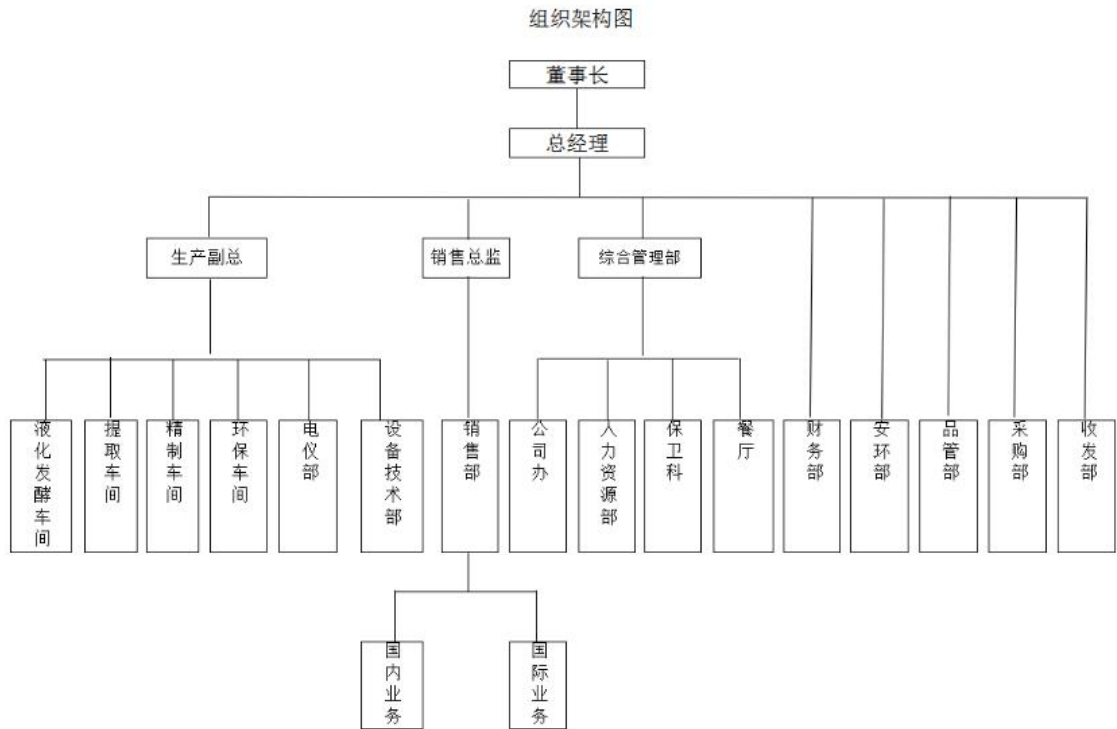 组织架构图
董事长
总经理
生产副总
销售总监
综合管理部
液化发酵车间
提取车间
精制车间
环保车间
电仪部
设备技术部
销售部
公司办
人力资源部
保卫科
餐厅
财务部
安环部
品管部
采购部
收发部
国内业务
国际业务